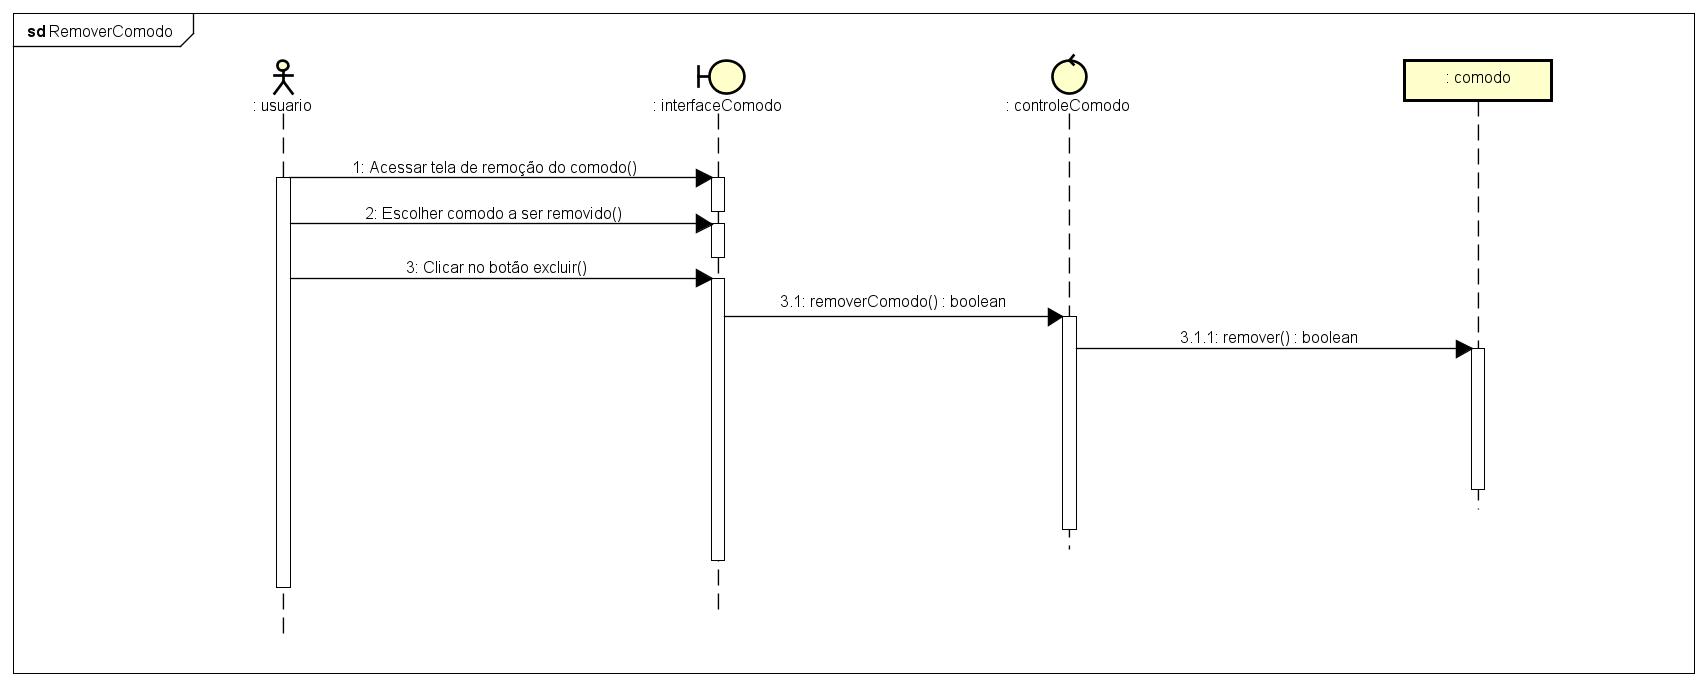 sd RemoverComodo
: usuario
: interfaceComodo
: controleComodo
: comodo
1: Acessar tela de remoção do comodo()
2: Escolher comodo a ser removido()
3: Clicar no botão excluir()
3.1: removerComodo() : boolean
3.1.1: remover() : boolean